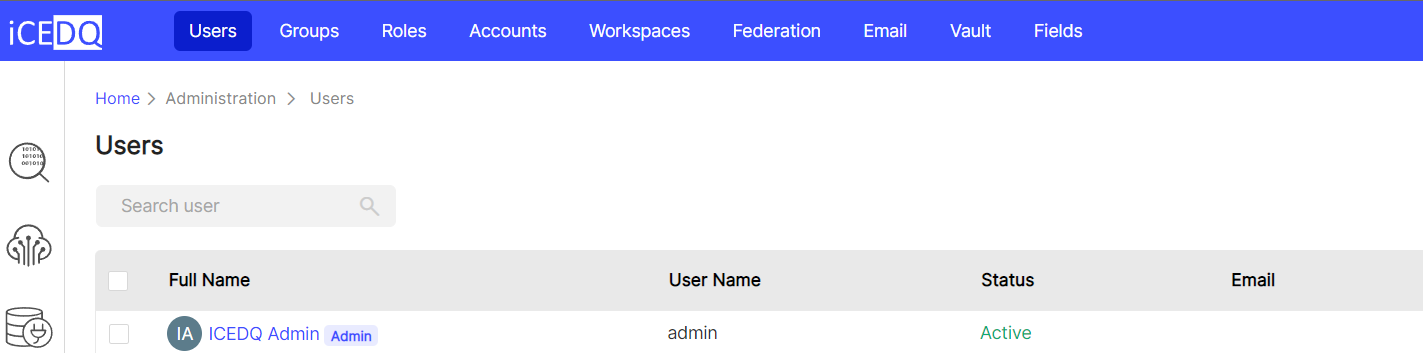 iCEDQ Users Groups Roles Accounts Workspaces Federation Email Vault Fields
Home > Administration > Users
Users
Search user
Full Name User Name Status Email
IA ICEDQ Admin Admin admin Active